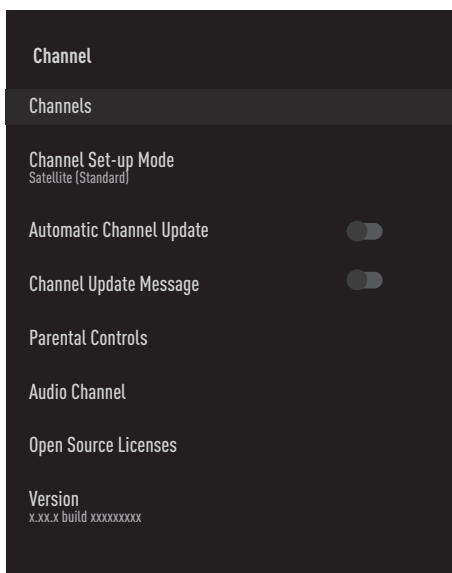 Channel
Channels
Channel Set-up Mode
Satellite (Standard)
Automatic Channel Update
Channel Update Message
Parental Controls
Audio Channel
Open Source Licenses
Version
x.xx.x build xxxxxxxxx